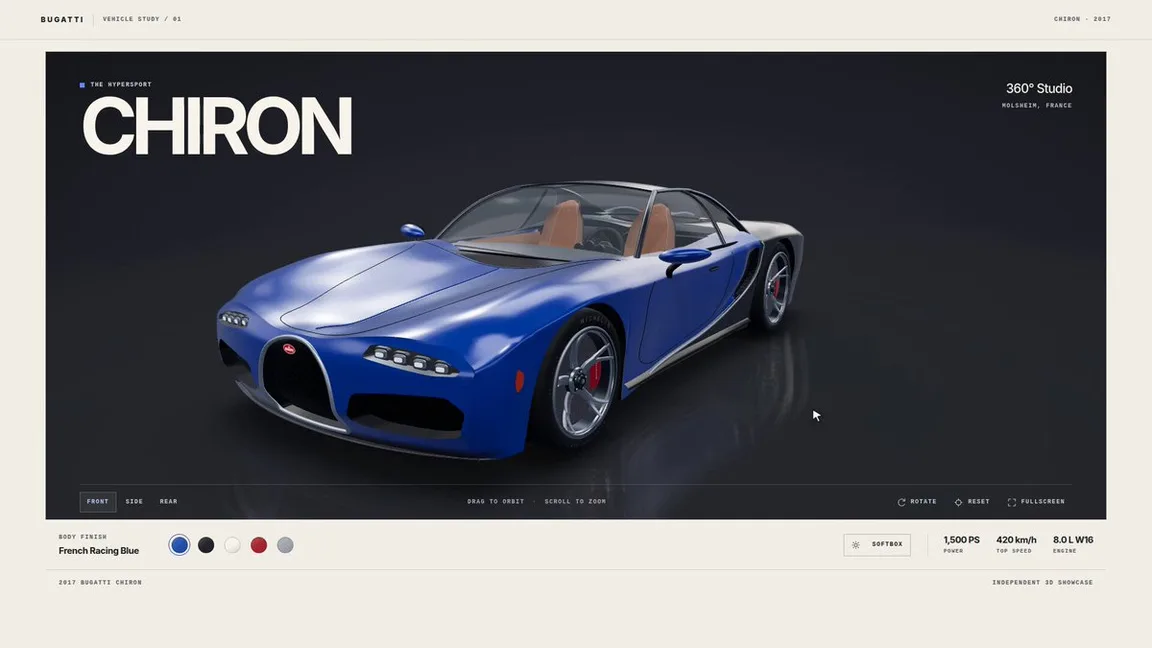 BUGATTI
VEHICLE STUDY / 01
CHIRON - 2017
THE HYPERSPORT
CHIRON
360° Studio
MOLSHEIM, FRANCE
FRONT
SIDE
REAR
DRAG TO ORBIT · SCROLL TO ZOOM
ROTATE
RESET
FULLSCREEN
BODY FINISH
French Racing Blue
SOFTBOX
1,500 PS
POWER
420 km/h
TOP SPEED
8.0 L W16
ENGINE
2017 BUGATTI CHIRON
INDEPENDENT 3D SHOWCASE